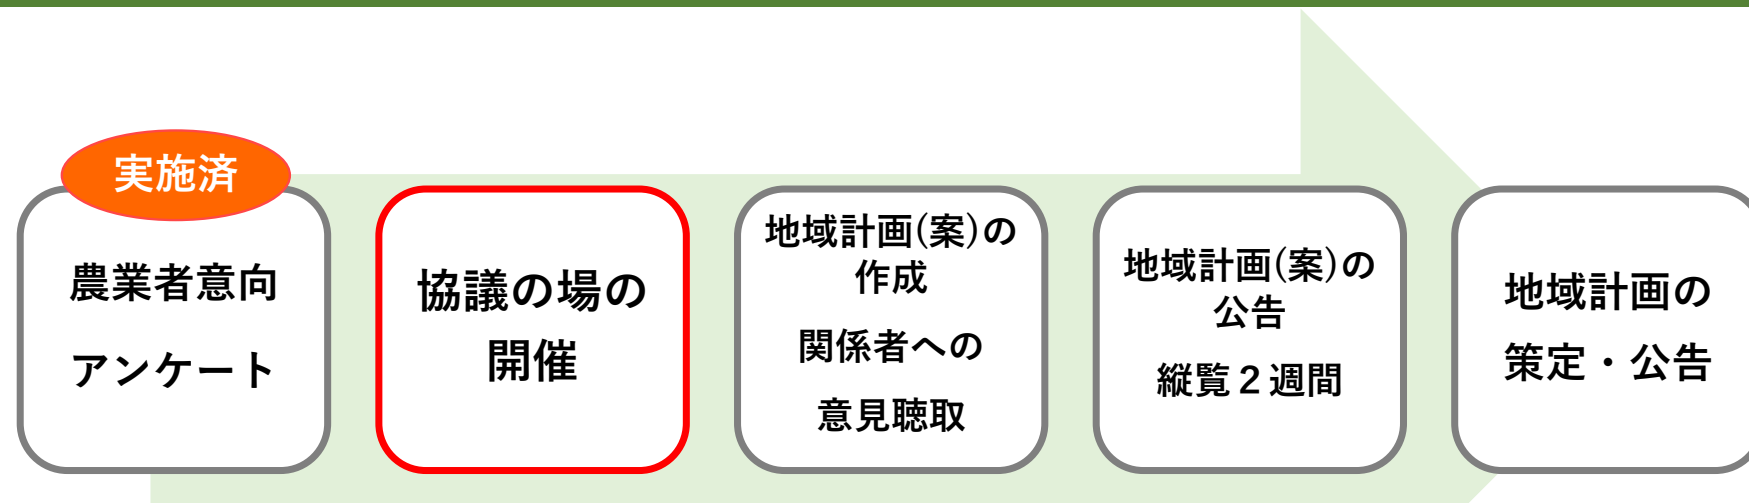 実施済
農業者意向
アンケート
協議の場の
開催
地域計画(案)の
作成
関係者への
意見聴取
地域計画(案)の
公告
縦覧２週間
地域計画の
策定・公告